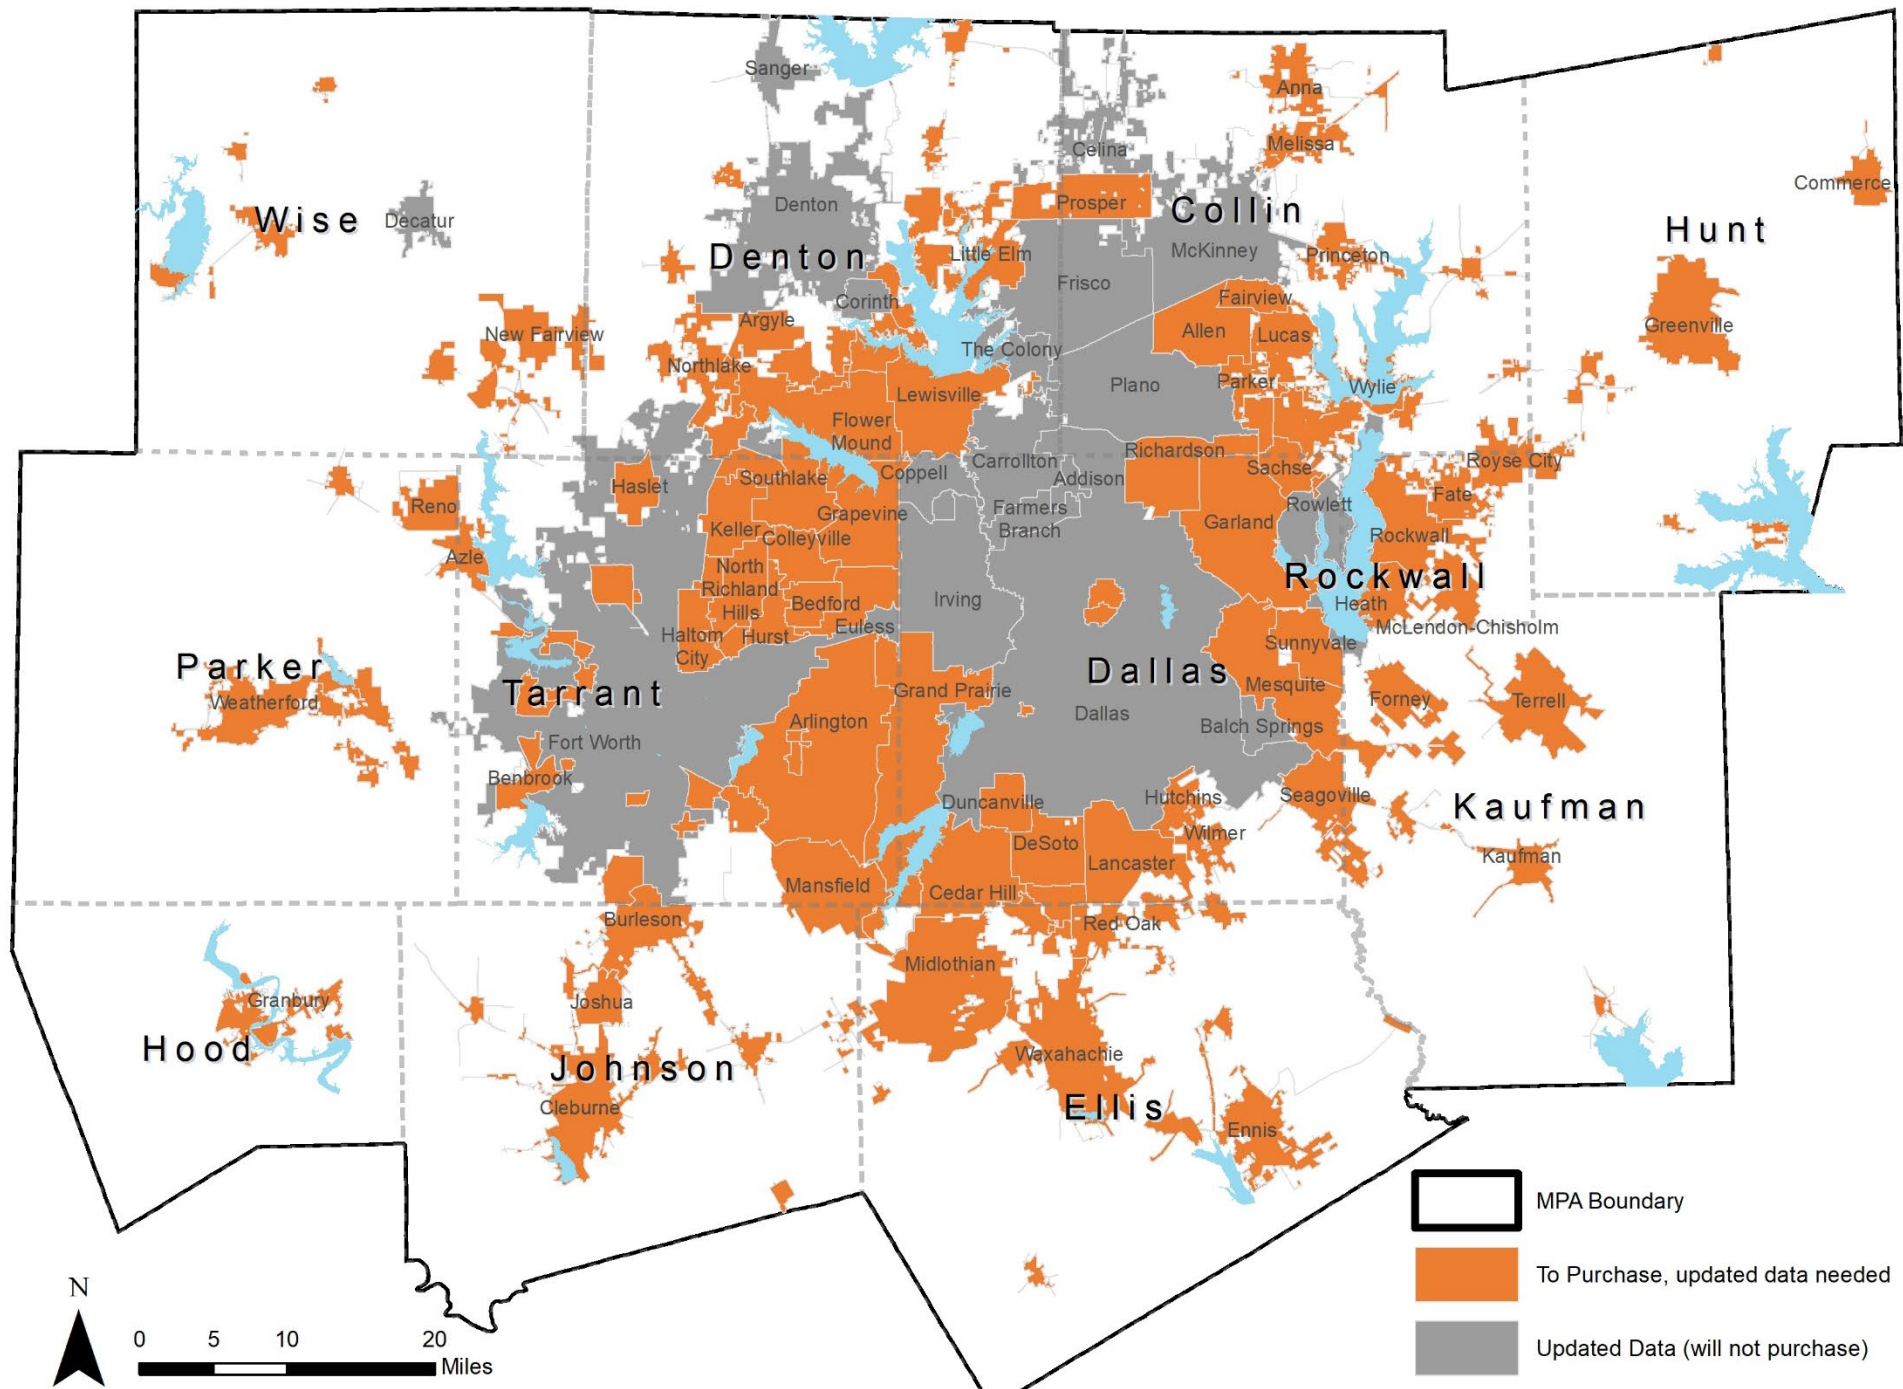 Sanger
Anna
Celina
Melissa
Commerce
Wise
Decatur
Denton
Prosper
Collin
Hunt
Denton
Little Elm
McKinney
Princeton
Frisco
Corinth
Fairview
New Fairview
Argyle
Allen
Lucas
Greenville
The Colony
Northlake
Plano
Parker
Wylie
Lewisville
Flower
Mound
Richardson
Carrollton
Sachse
Royse City
Southlake
Coppell
Addison
Haslet
Fate
Reno
Rowlett
Grapevine
Farmers
Branch
Garland
Keller
Colleyville
Rockwall
Azle
North
Richland
Hills
Rockwall
Irving
Bedford
Heath
Euless
Haltom
City
Hurst
McLendon-Chisholm
Sunnyvale
Parker
Dallas
Tarrant
Weatherford
Grand Prairie
Mesquite
Forney
Terrell
Dallas
Arlington
Balch Springs
Fort Worth
Benbrook
Duncanville
Hutchins
Seagoville
Kaufman
Wilmer
DeSoto
Lancaster
Kaufman
Mansfield
Cedar Hill
Burleson
Red Oak
Midlothian
Granbury
Joshua
Hood
Johnson
Waxahachie
Cleburne
Ellis
Ennis
MPA Boundary
To Purchase, updated data needed
Updated Data (will not purchase)
N
0 5 10 20
Miles